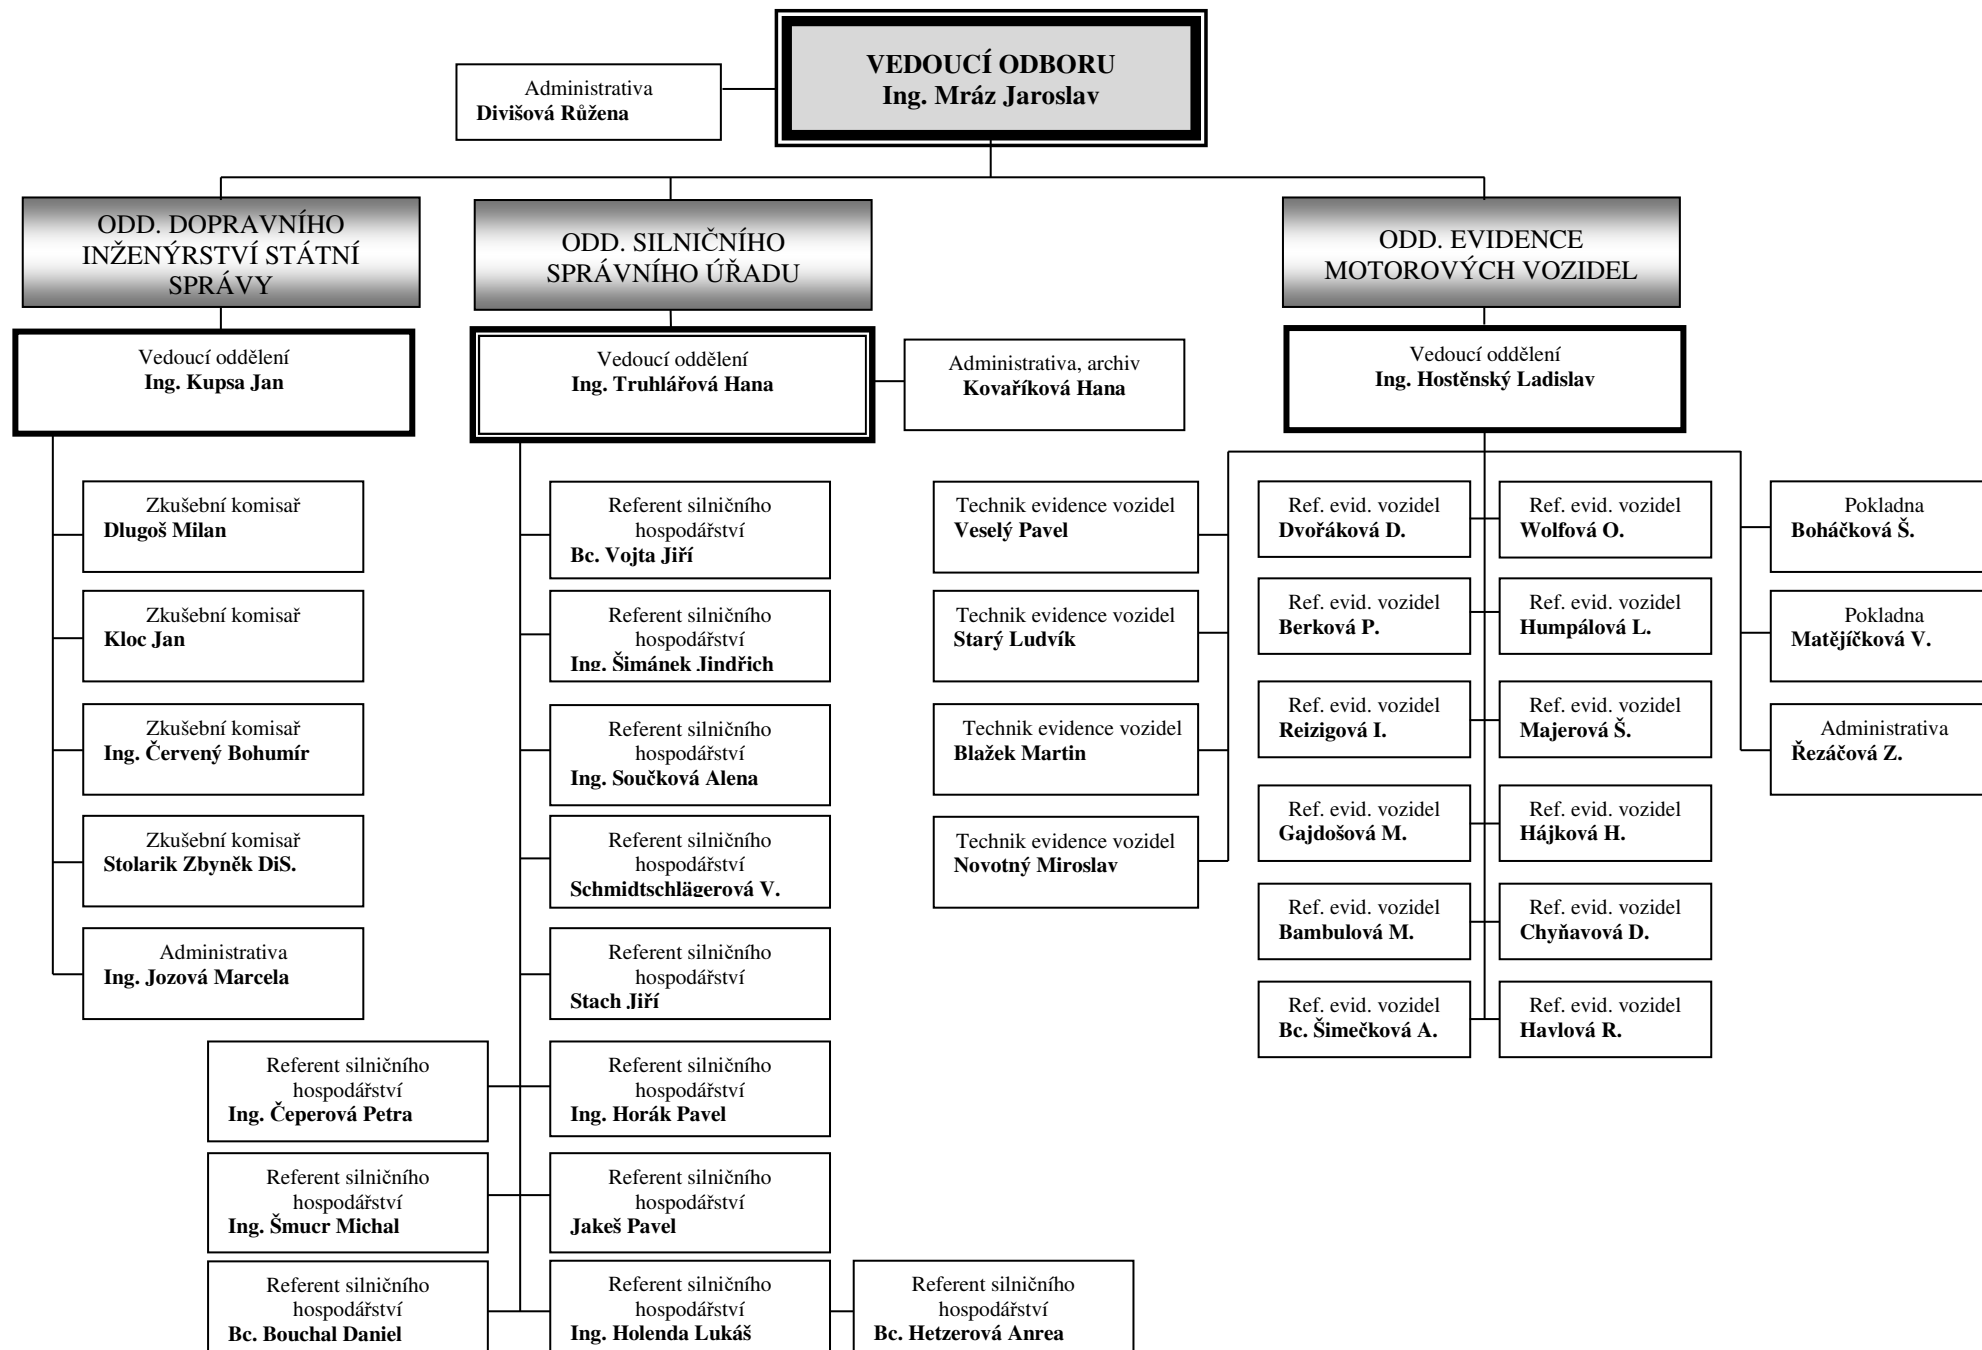 VEDOUCÍ ODBORU
Ing. Mráz Jaroslav
Administrativa
Divišová Růžena
ODD. DOPRAVNÍHO
INŽENÝRSTVÍ STÁTNÍ
SPRÁVY
ODD. SILNIČNÍHO
SPRÁVNÍHO ÚŘADU
ODD. EVIDENCE
MOTOROVÝCH VOZIDEL
Vedoucí oddělení
Ing. Kupsa Jan
Vedoucí oddělení
Ing. Truhlářová Hana
Administrativa, archiv
Kovaříková Hana
Vedoucí oddělení
Ing. Hostěnský Ladislav
Zkušební komisař
Dlugoš Milan
Zkušební komisař
Kloc Jan
Zkušební komisař
Ing. Červený Bohumír
Zkušební komisař
Stolarik Zbyněk DiS.
Administrativa
Ing. Jozová Marcela
Referent silničního
hospodářství
Bc. Vojta Jiří
Referent silničního
hospodářství
Ing. Šimánek Jindřich
Referent silničního
hospodářství
Ing. Součková Alena
Referent silničního
hospodářství
Schmidtschlägerová V.
Referent silničního
hospodářství
Stach Jiří
Referent silničního
hospodářství
Ing. Čeperová Petra
Referent silničního
hospodářství
Ing. Horák Pavel
Referent silničního
hospodářství
Ing. Šmucr Michal
Referent silničního
hospodářství
Jakeš Pavel
Referent silničního
hospodářství
Bc. Bouchal Daniel
Referent silničního
hospodářství
Ing. Holenda Lukáš
Referent silničního
hospodářství
Bc. Hetzerová Anrea
Technik evidence vozidel
Veselý Pavel
Technik evidence vozidel
Starý Ludvík
Technik evidence vozidel
Blažek Martin
Technik evidence vozidel
Novotný Miroslav
Ref. evid. vozidel
Dvořáková D.
Ref. evid. vozidel
Wolfová O.
Ref. evid. vozidel
Berková P.
Ref. evid. vozidel
Humpálová L.
Ref. evid. vozidel
Reizigová I.
Ref. evid. vozidel
Majerová Š.
Ref. evid. vozidel
Gajdošová M.
Ref. evid. vozidel
Hájková H.
Ref. evid. vozidel
Bambulová M.
Ref. evid. vozidel
Chyňavová D.
Ref. evid. vozidel
Bc. Šimečková A.
Ref. evid. vozidel
Havlová R.
Pokladna
Boháčková Š.
Pokladna
Matějíčková V.
Administrativa
Řezáčová Z.